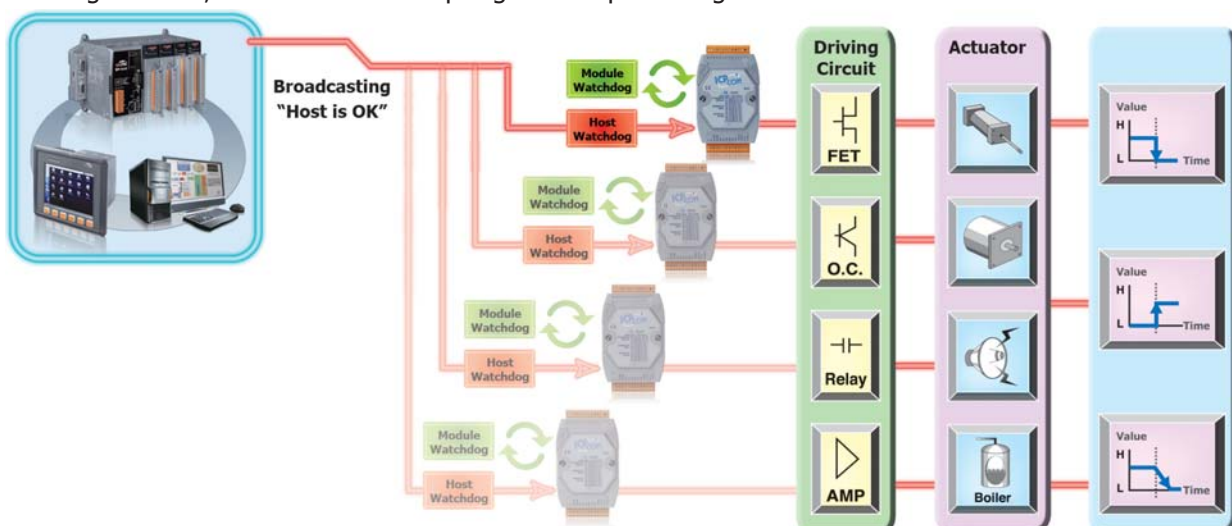 Broadcasting
“Host is OK”
Module
Watchdog
Host
Watchdog
Module
Watchdog
Host
Watchdog
Module
Watchdog
Host
Watchdog
Module
Watchdog
Host
Watchdog
Driving
Circuit
FET
O.C.
Relay
AMP
Actuator
Boiler
Value
H
L
Time
Value
H
L
Time
Value
H
L
Time